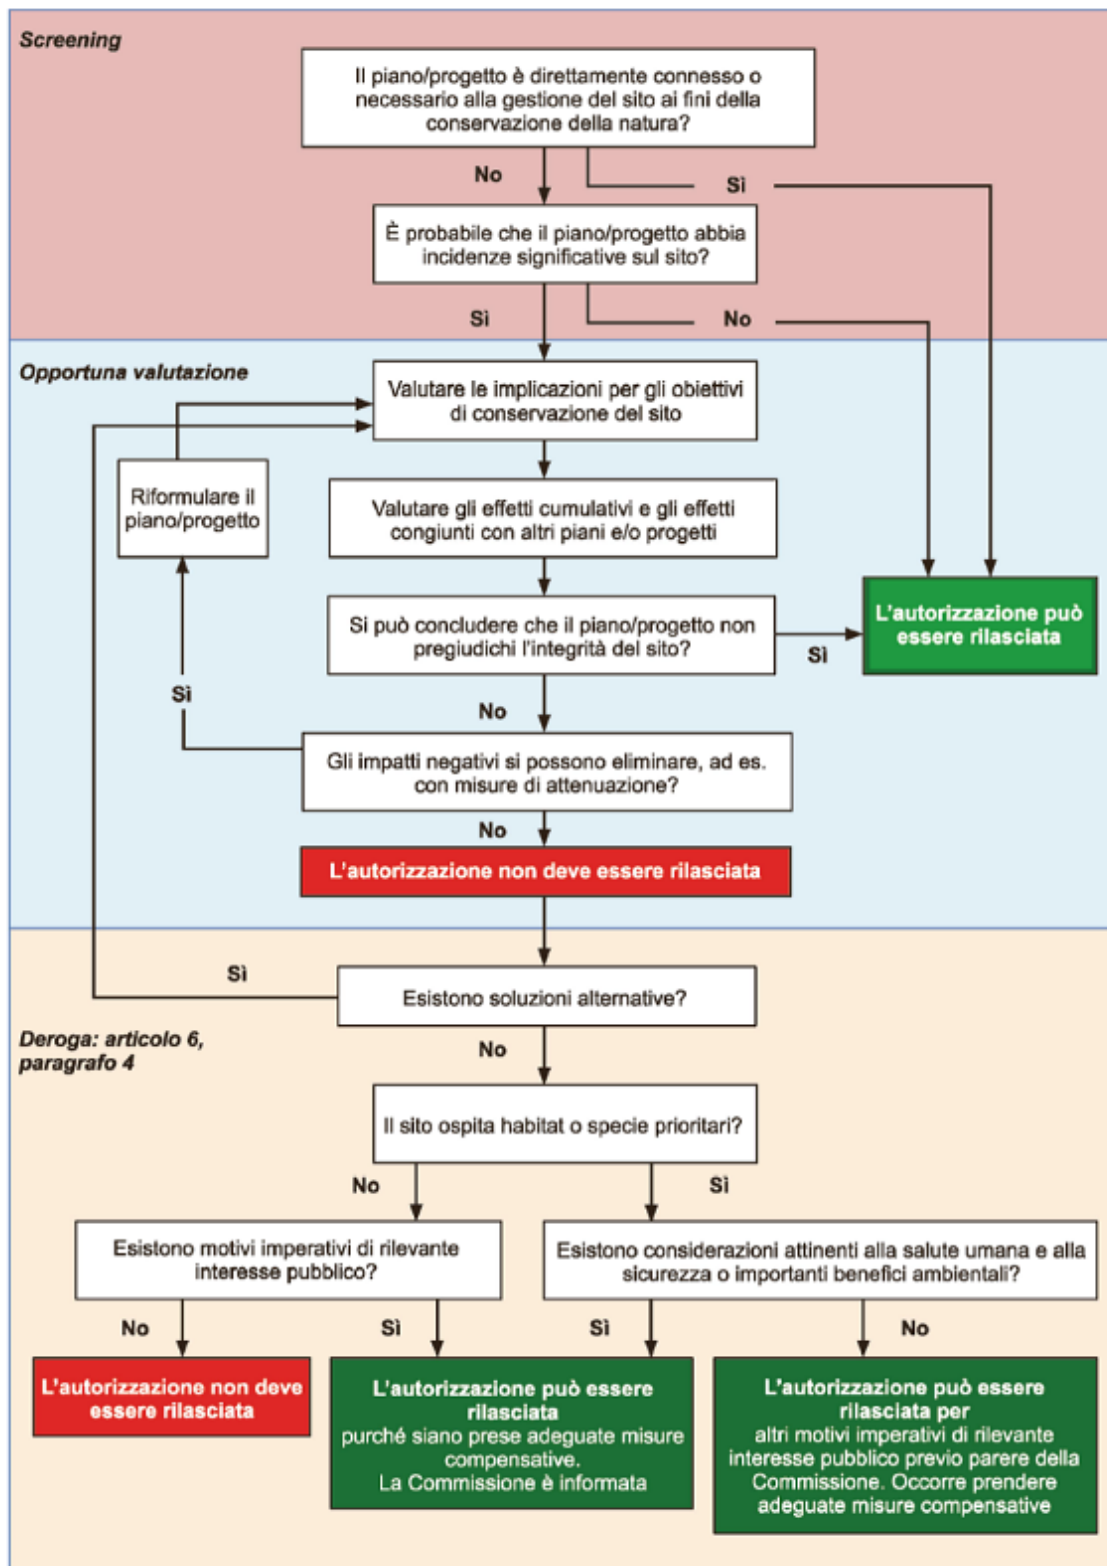 Screening
Il piano/progetto è direttamente connesso o
necessario alla gestione del sito ai fini della
conservazione della natura?
No
Sì
È probabile che il piano/progetto abbia
incidenze significative sul sito?
Sì
No
Opportuna valutazione
Valutare le implicazioni per gli obiettivi
di conservazione del sito
Riformulare il
piano/progetto
Valutare gli effetti cumulativi e gli effetti
congiunti con altri piani e/o progetti
L'autorizzazione può
essere rilasciata
Si può concludere che il piano/progetto non
pregiudichi l'integrità del sito?
Sì
Sì
No
Gli impatti negativi si possono eliminare, ad es.
con misure di attenuazione?
No
L'autorizzazione non deve essere rilasciata
Sì
Esistono soluzioni alternative?
Deroga: articolo 6,
paragrafo 4
No
Il sito ospita habitat o specie prioritari?
No
Sì
Esistono motivi imperativi di rilevante
interesse pubblico?
Esistono considerazioni attinenti alla salute umana e alla
sicurezza o importanti benefici ambientali?
No
Sì
Sì
No
L'autorizzazione non deve
essere rilasciata
L'autorizzazione può essere
rilasciata
purché siano prese adeguate misure
compensative.
La Commissione è informata
L'autorizzazione può essere
rilasciata per
altri motivi imperativi di rilevante
interesse pubblico previo parere della
Commissione. Occorre prendere
adeguate misure compensative